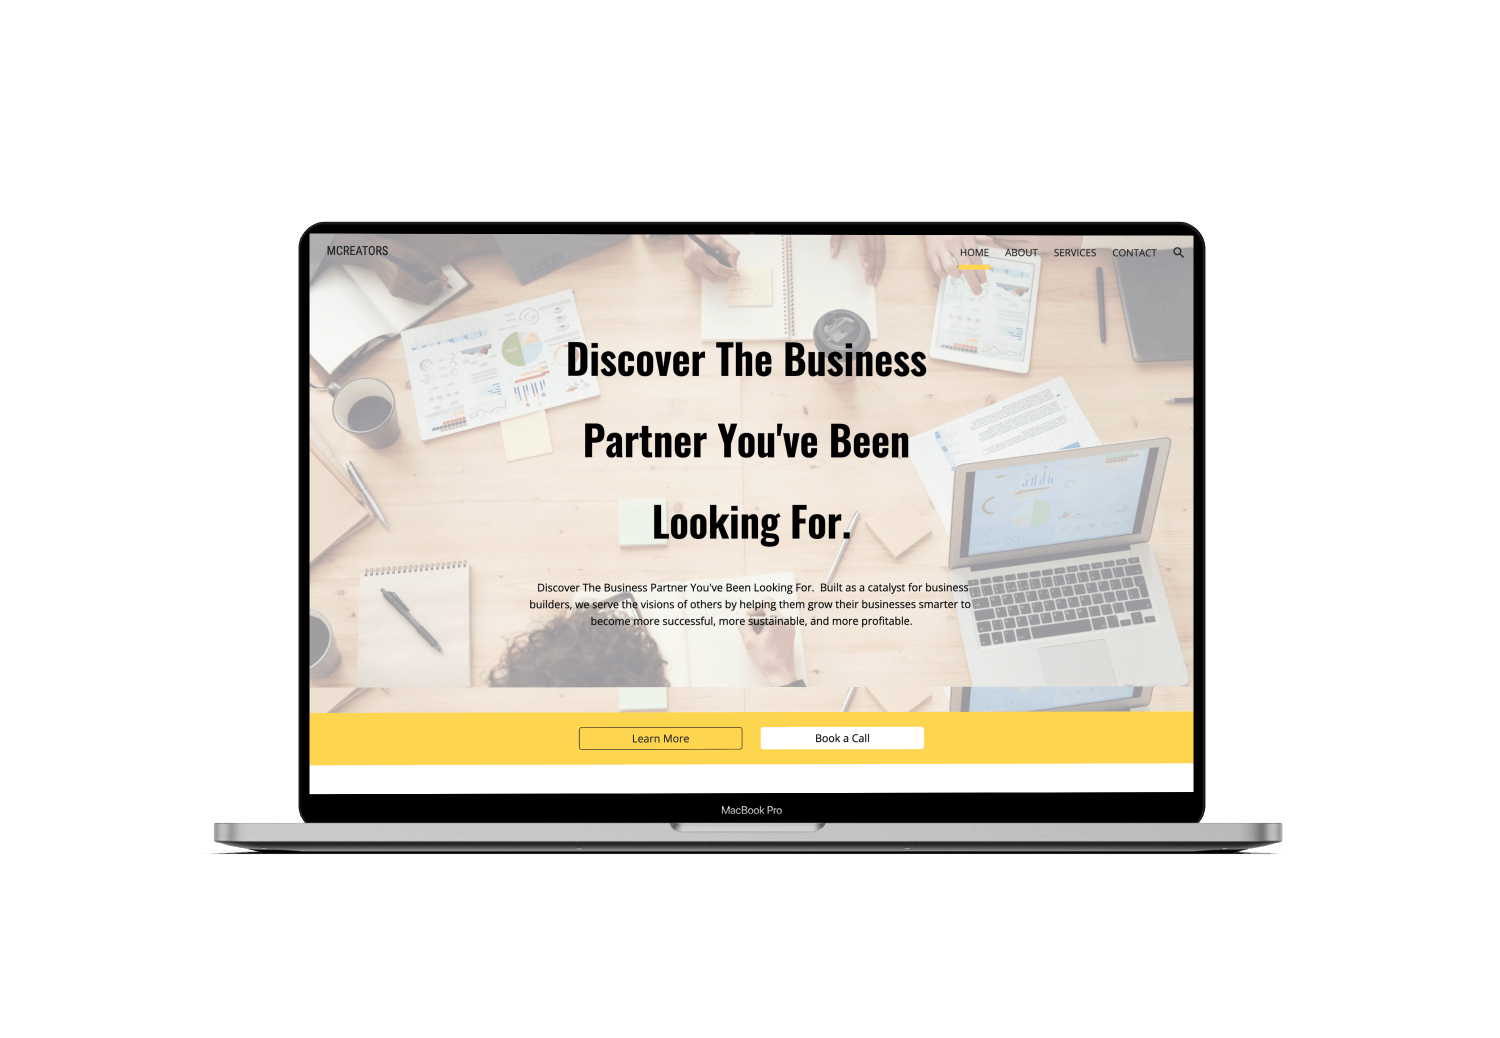 MCREATORS
HOME ABOUT SERVICES CONTACT
Discover The Business
Partner You've Been
Looking For.
Discover The Business Partner You've Been Looking For.  Built as a catalyst for business
builders, we serve the visions of others by helping them grow their businesses smarter to
become more successful, more sustainable, and more profitable.
Learn More
Book a Call
MacBook Pro